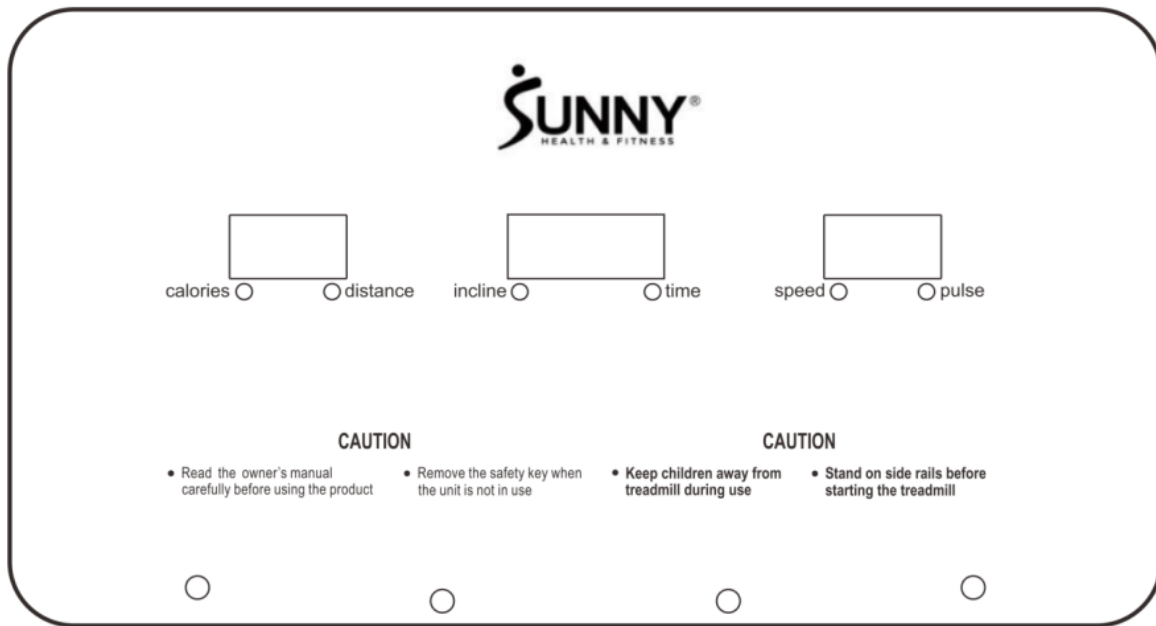 SUNNY®
HEALTH & FITNESS
calories distance incline time speed pulse
CAUTION
• Read the owner's manual
carefully before using the product
• Remove the safety key when
the unit is not in use
CAUTION
• Keep children away from
treadmill during use
• Stand on side rails before
starting the treadmill